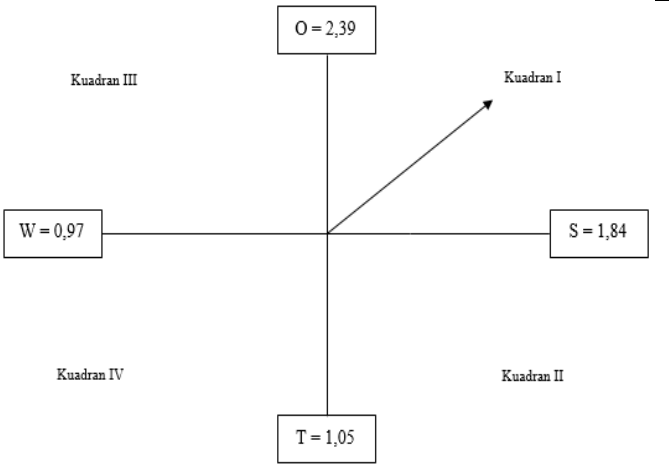 O = 2,39
Kuadran III
Kuadran I
W = 0,97
S = 1,84
Kuadran IV
Kuadran II
T = 1,05